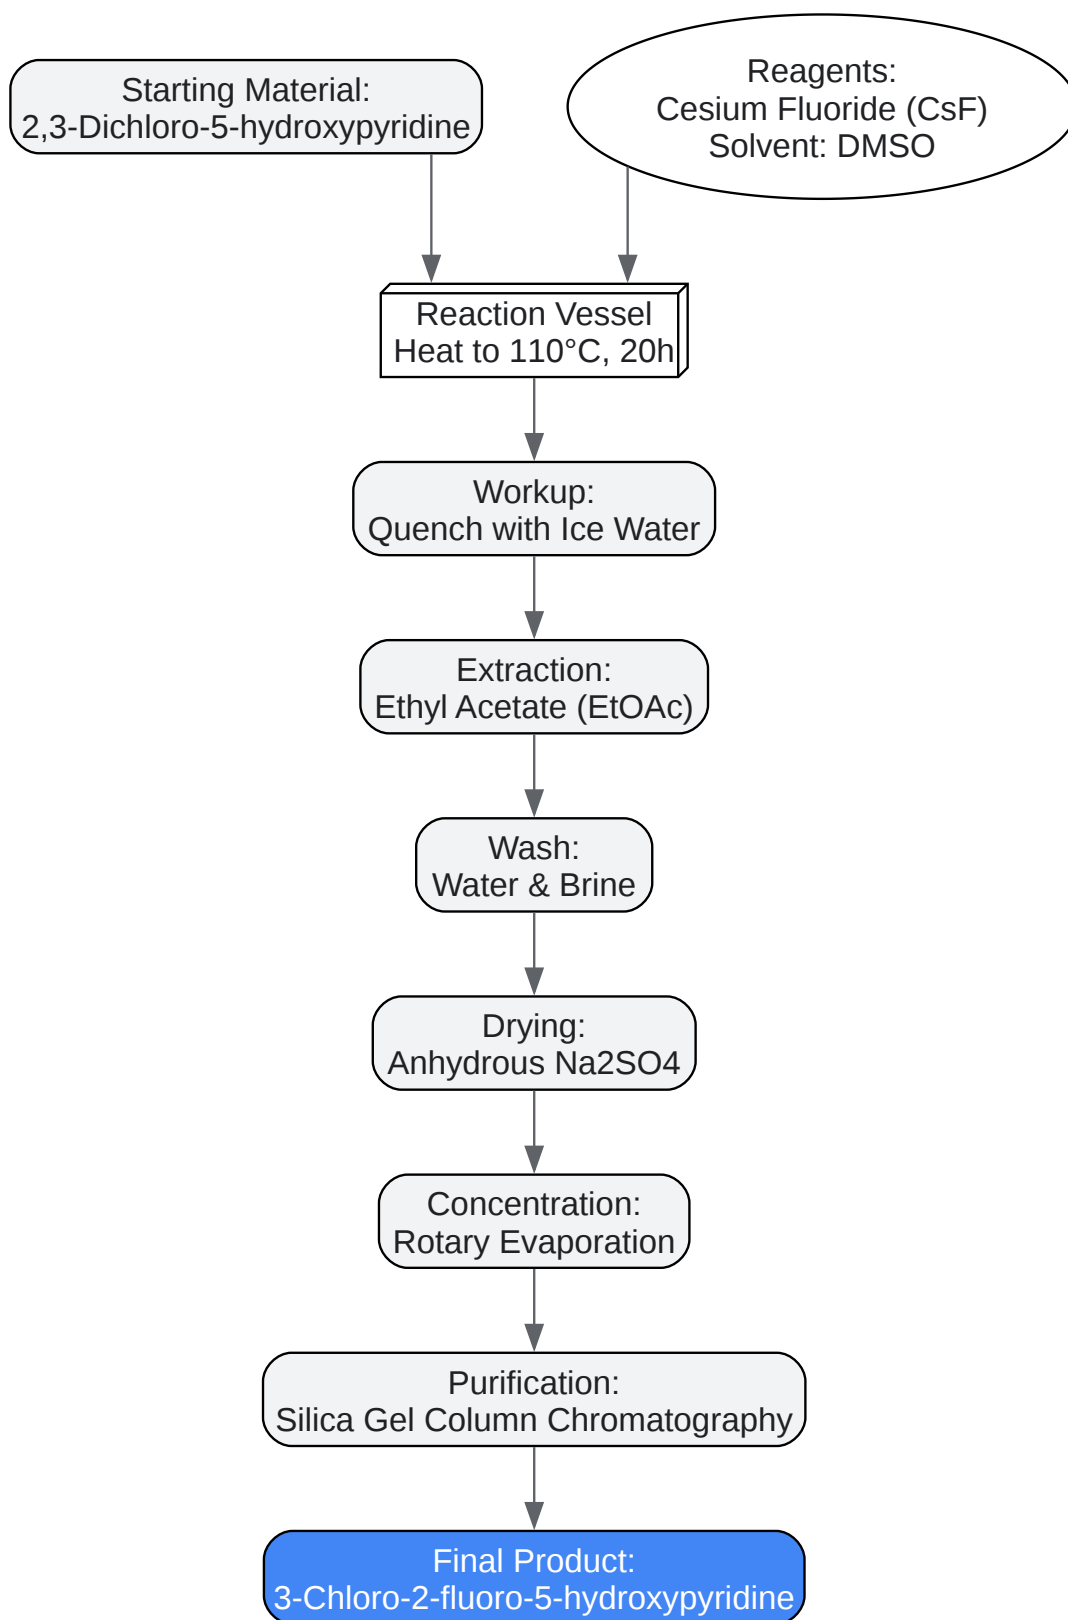 Starting Material:
2,3-Dichloro-5-hydroxypyridine
Reagents:
Cesium Fluoride (CsF)
Solvent: DMSO
Reaction Vessel
Heat to 110°C, 20h
Workup:
Quench with Ice Water
Extraction:
Ethyl Acetate (EtOAc)
Wash:
Water & Brine
Drying:
Anhydrous Na2SO4
Concentration:
Rotary Evaporation
Purification:
Silica Gel Column Chromatography
Final Product:
3-Chloro-2-fluoro-5-hydroxypyridine